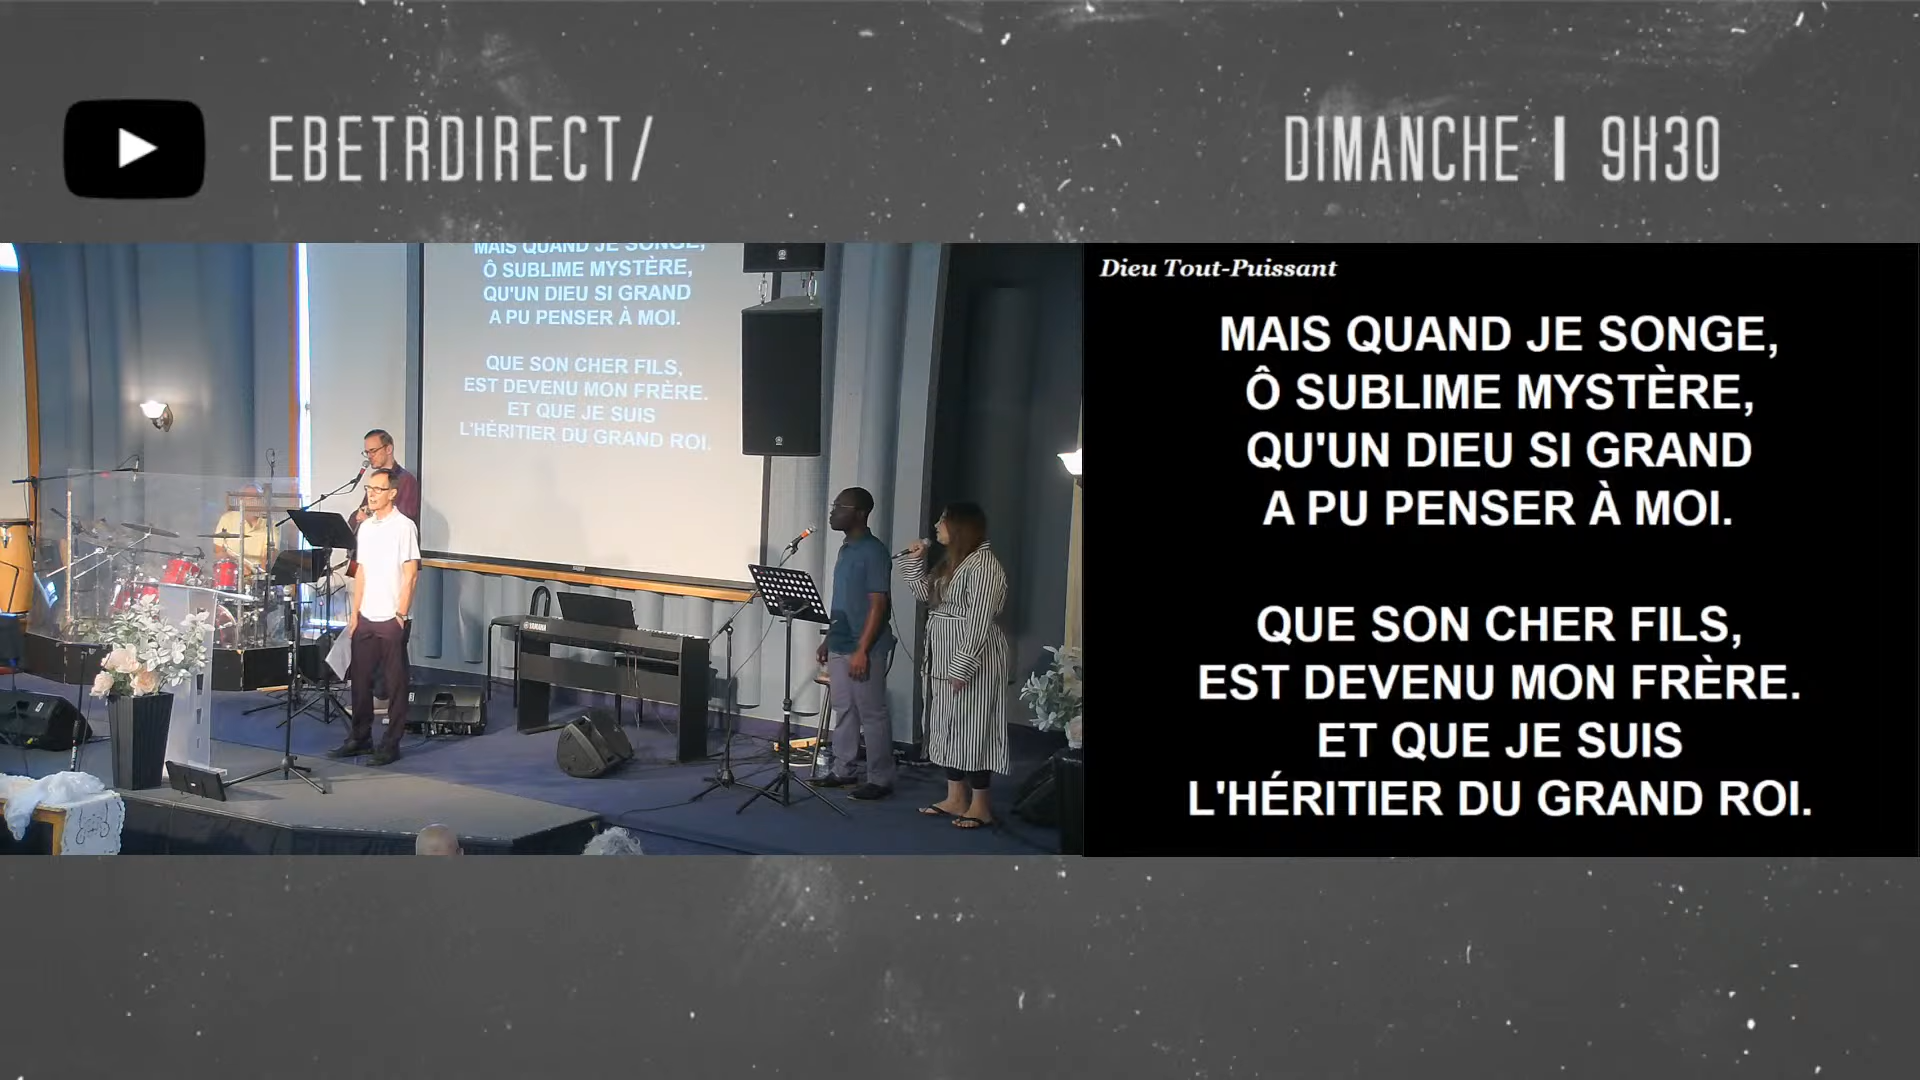 EBETRDIRECT/
DIMANCHE | 9H30
MAIS QUAND JE SONGE,
Ô SUBLIME MYSTÈRE,
QU'UN DIEU SI GRAND
A PU PENSER À MOI.
QUE SON CHER FILS,
EST DEVENU MON FRÈRE.
ET QUE JE SUIS
L'HÉRITIER DU GRAND ROI.
YAMAHA
Dieu Tout-Puissant
MAIS QUAND JE SONGE,
Ô SUBLIME MYSTÈRE,
QU'UN DIEU SI GRAND
A PU PENSER À MOI.
QUE SON CHER FILS,
EST DEVENU MON FRÈRE.
ET QUE JE SUIS
L'HÉRITIER DU GRAND ROI.